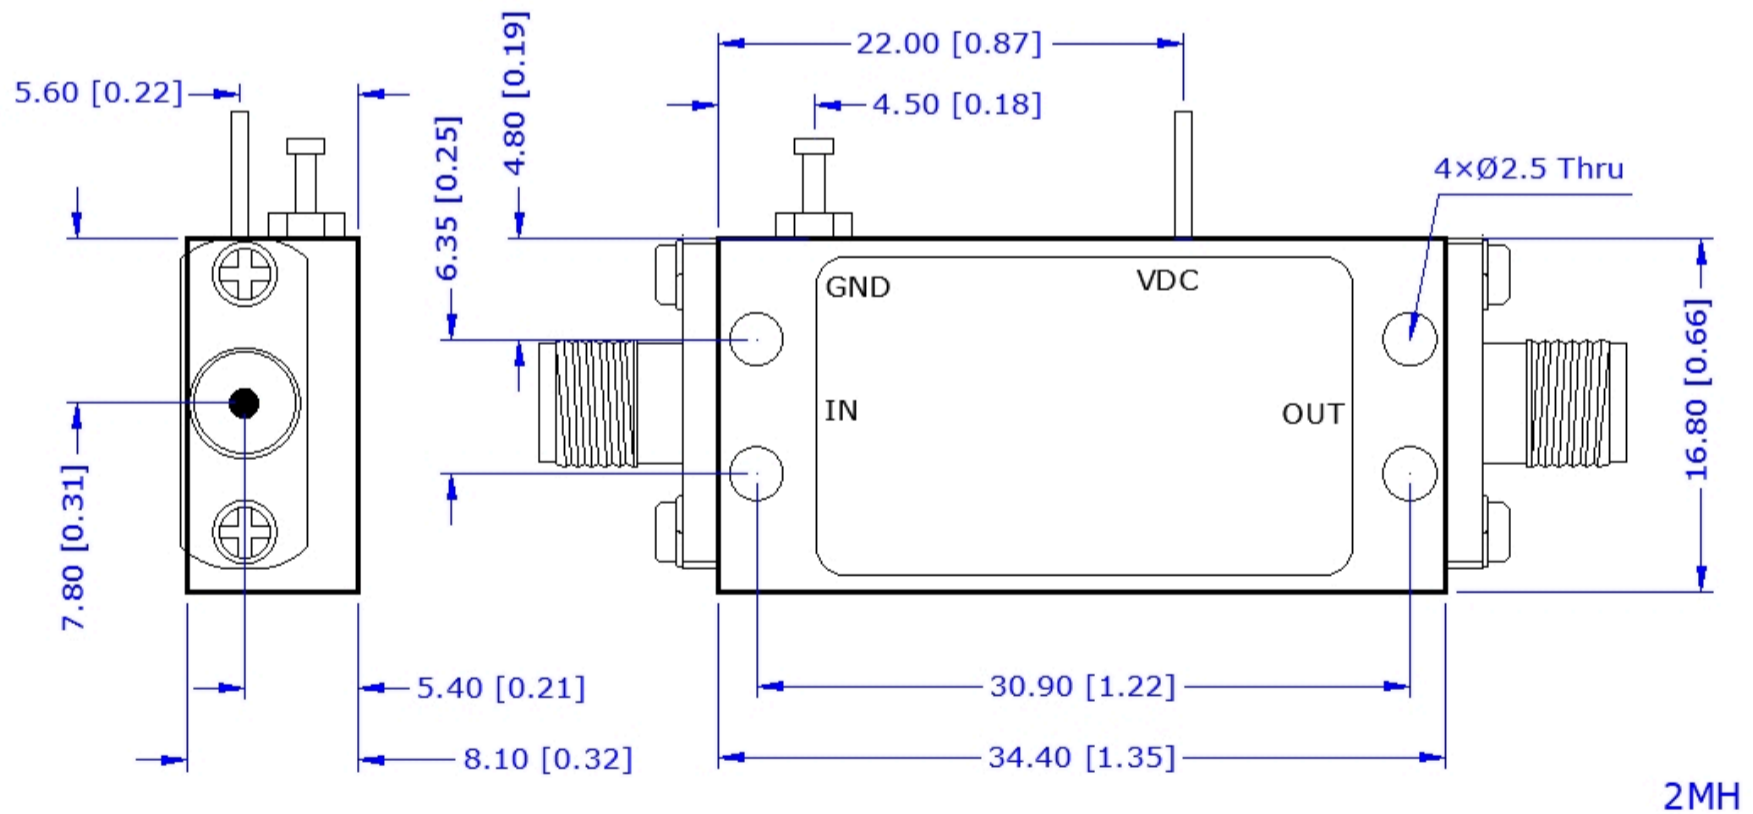 22.00 [0.87]
5.60 [0.22]
4.50 [0.18]
4.80 [0.19]
6.35 [0.25]
4×Ø2.5 Thru
GND
VDC
IN
OUT
16.80 [0.66]
7.80 [0.31]
5.40 [0.21]
30.90 [1.22]
8.10 [0.32]
34.40 [1.35]
2MH